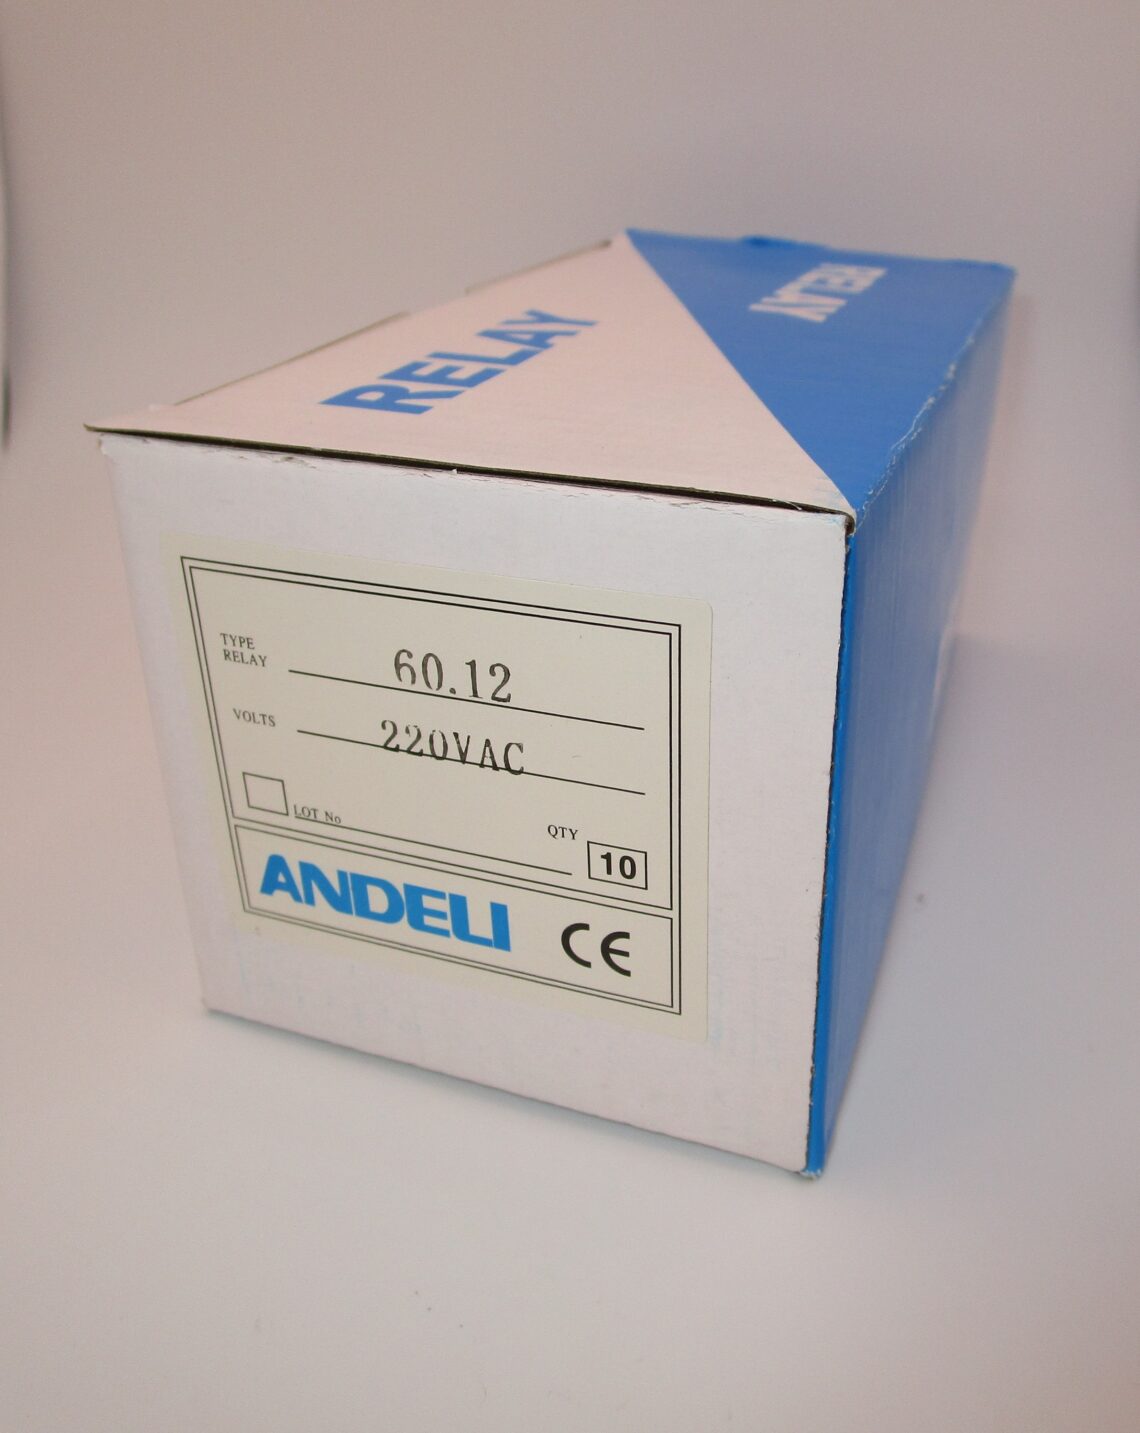 RELAY
RELAY
TYPE
RELAY 60.12
VOLTS 220VAC
LOT No
QTY 10
ANDELI CE